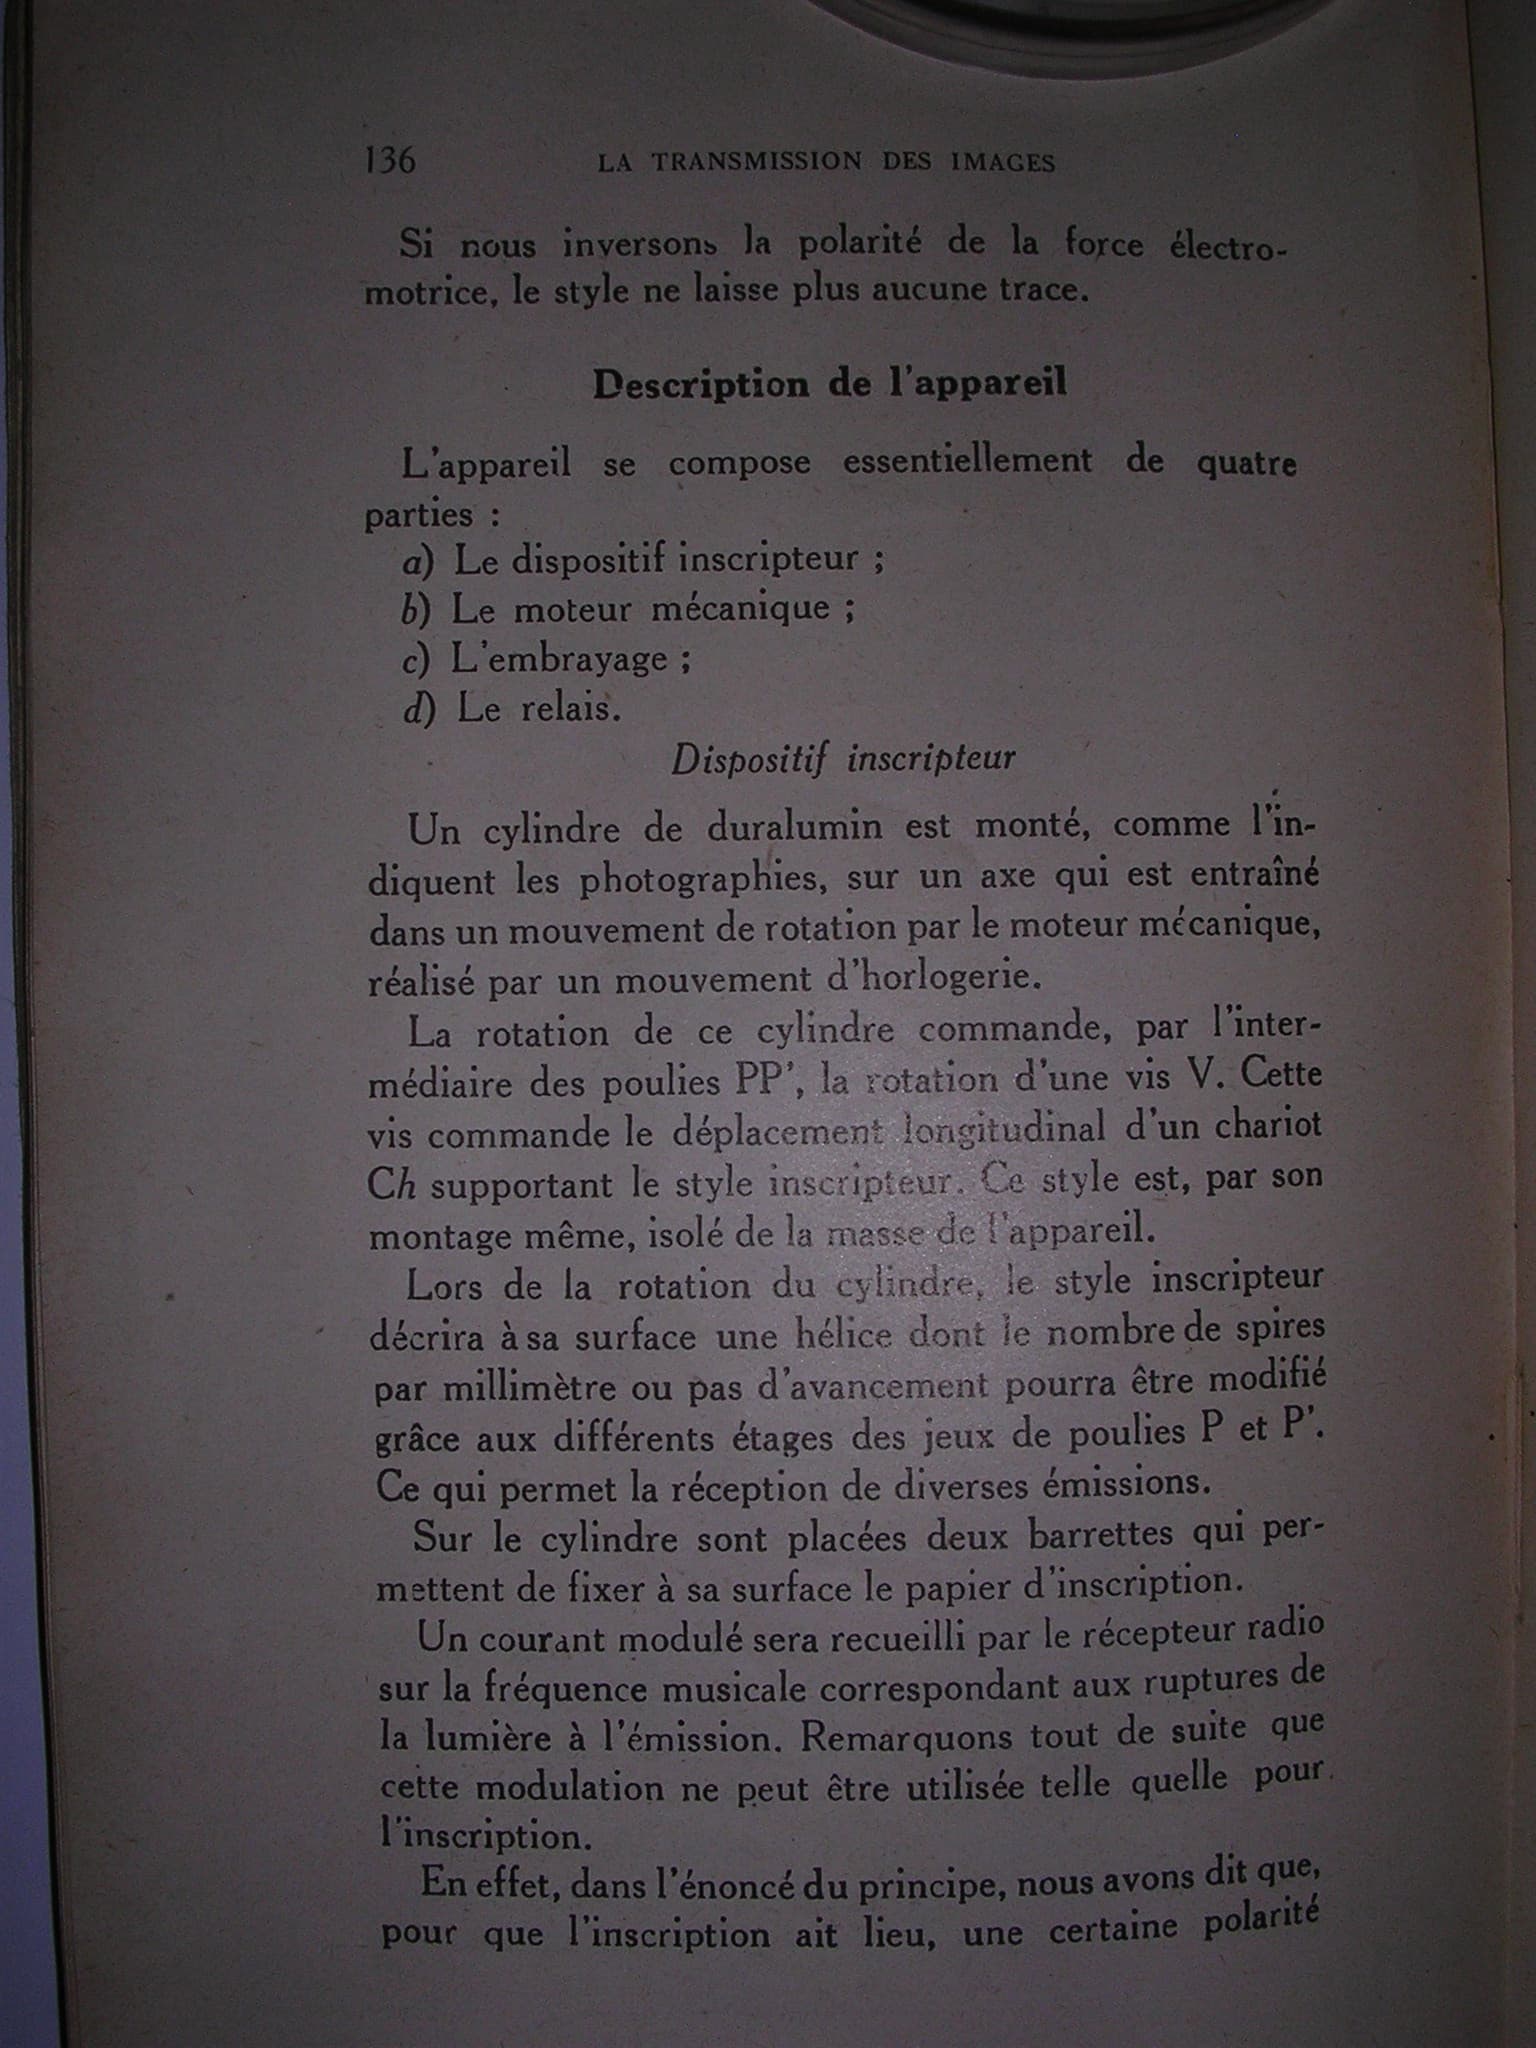 136 LA TRANSMISSION DES IMAGES
Si nous inversons la polarité de la force électro-
motrice, le style ne laisse plus aucune trace.
Description de l'appareil
L'appareil se compose essentiellement de quatre
parties :
a) Le dispositif inscripteur ;
b) Le moteur mécanique ;
c) L'embrayage ;
d) Le relais.
Dispositif inscripteur
Un cylindre de duralumin est monté, comme l'in-
diquent les photographies, sur un axe qui est entraîné
dans un mouvement de rotation par le moteur mécanique,
réalisé par un mouvement d'horlogerie.
La rotation de ce cylindre commande, par l'inter-
médiaire des poulies PP', la rotation d'une vis V. Cette
vis commande le déplacement longitudinal d'un chariot
Ch supportant le style inscripteur. Ce style est, par son
montage même, isolé de la masse de l'appareil.
Lors de la rotation du cylindre, le style inscripteur
décrira à sa surface une hélice dont le nombre de spires
par millimètre ou pas d'avancement pourra être modifié
grâce aux différents étages des jeux de poulies P et P'.
Ce qui permet la réception de diverses émissions.
Sur le cylindre sont placées deux barrettes qui per-
mettent de fixer à sa surface le papier d'inscription.
Un courant modulé sera recueilli par le récepteur radio
sur la fréquence musicale correspondant aux ruptures de
la lumière à l'émission. Remarquons tout de suite que
cette modulation ne peut être utilisée telle quelle pour
l'inscription.
En effet, dans l'énoncé du principe, nous avons dit que,
pour que l'inscription ait lieu, une certaine polarité